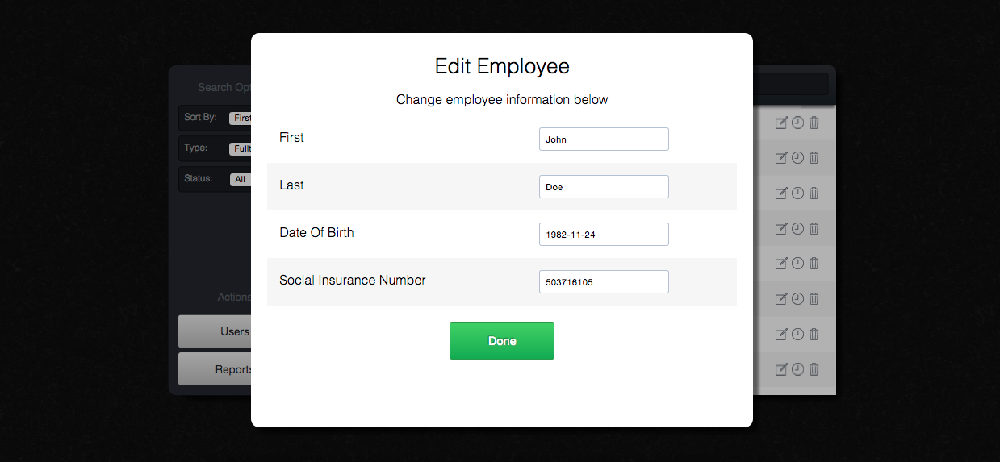 Edit Employee
Change employee information below
First
John
Last
Doe
Date Of Birth
1982-11-24
Social Insurance Number
503716105
Done
Search Opt
Sort By:
First
Type:
Fullt
Status:
All
Actions
Users
Reports